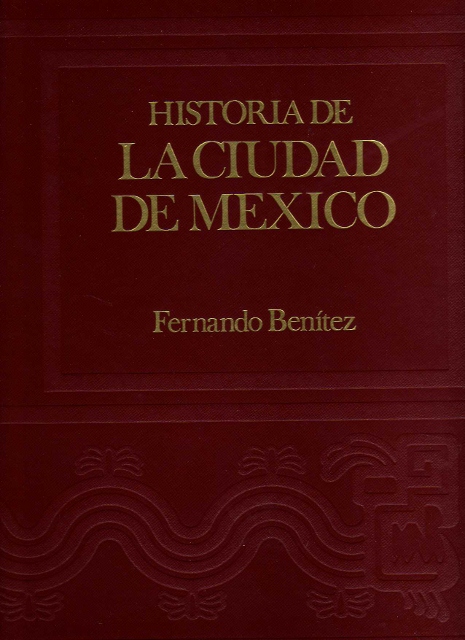 HISTORIA DE
LA CIUDAD
DE MEXICO
Fernando Benítez